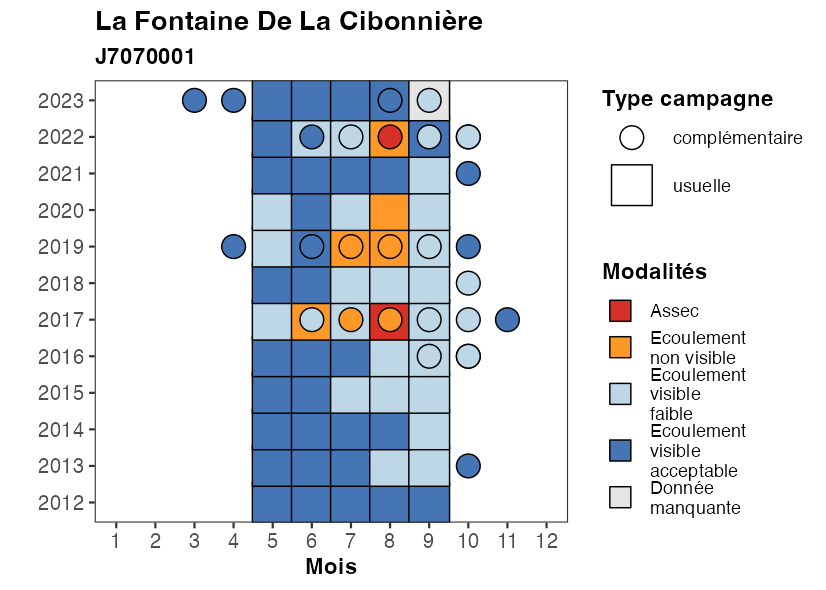 La Fontaine De La Cibonnière
J7070001
2023
2022
2021
2020
2019
2018
2017
2016
2015
2014
2013
2012
1 2 3 4 5 6 7 8 9 10 11 12
Mois
Type campagne
complémentaire
usuelle
Modalités
Assec
Ecoulement
non visible
Ecoulement
visible
faible
Ecoulement
visible
acceptable
Donnée
manquante